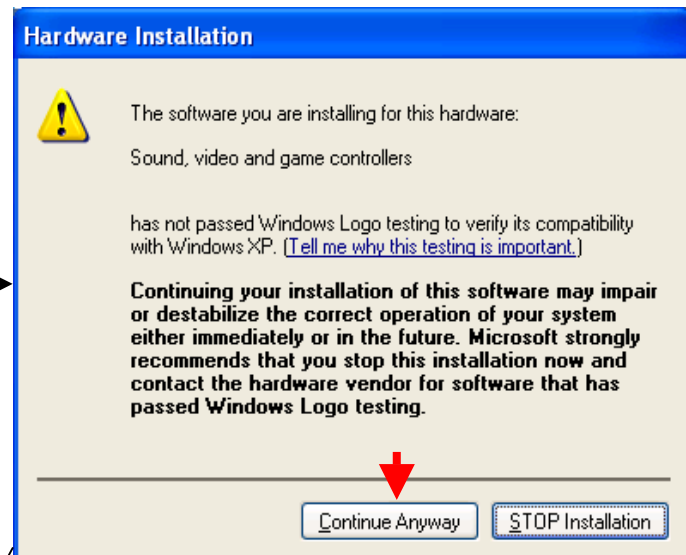 Hardware Installation
The software you are installing for this hardware:
Sound, video and game controllers
has not passed Windows Logo testing to verify its compatibility
with Windows XP. (Tell me why this testing is important.)
Continuing your installation of this software may impair
or destabilize the correct operation of your system
either immediately or in the future. Microsoft strongly
recommends that you stop this installation now and
contact the hardware vendor for software that has
passed Windows Logo testing.
Continue Anyway
STOP Installation